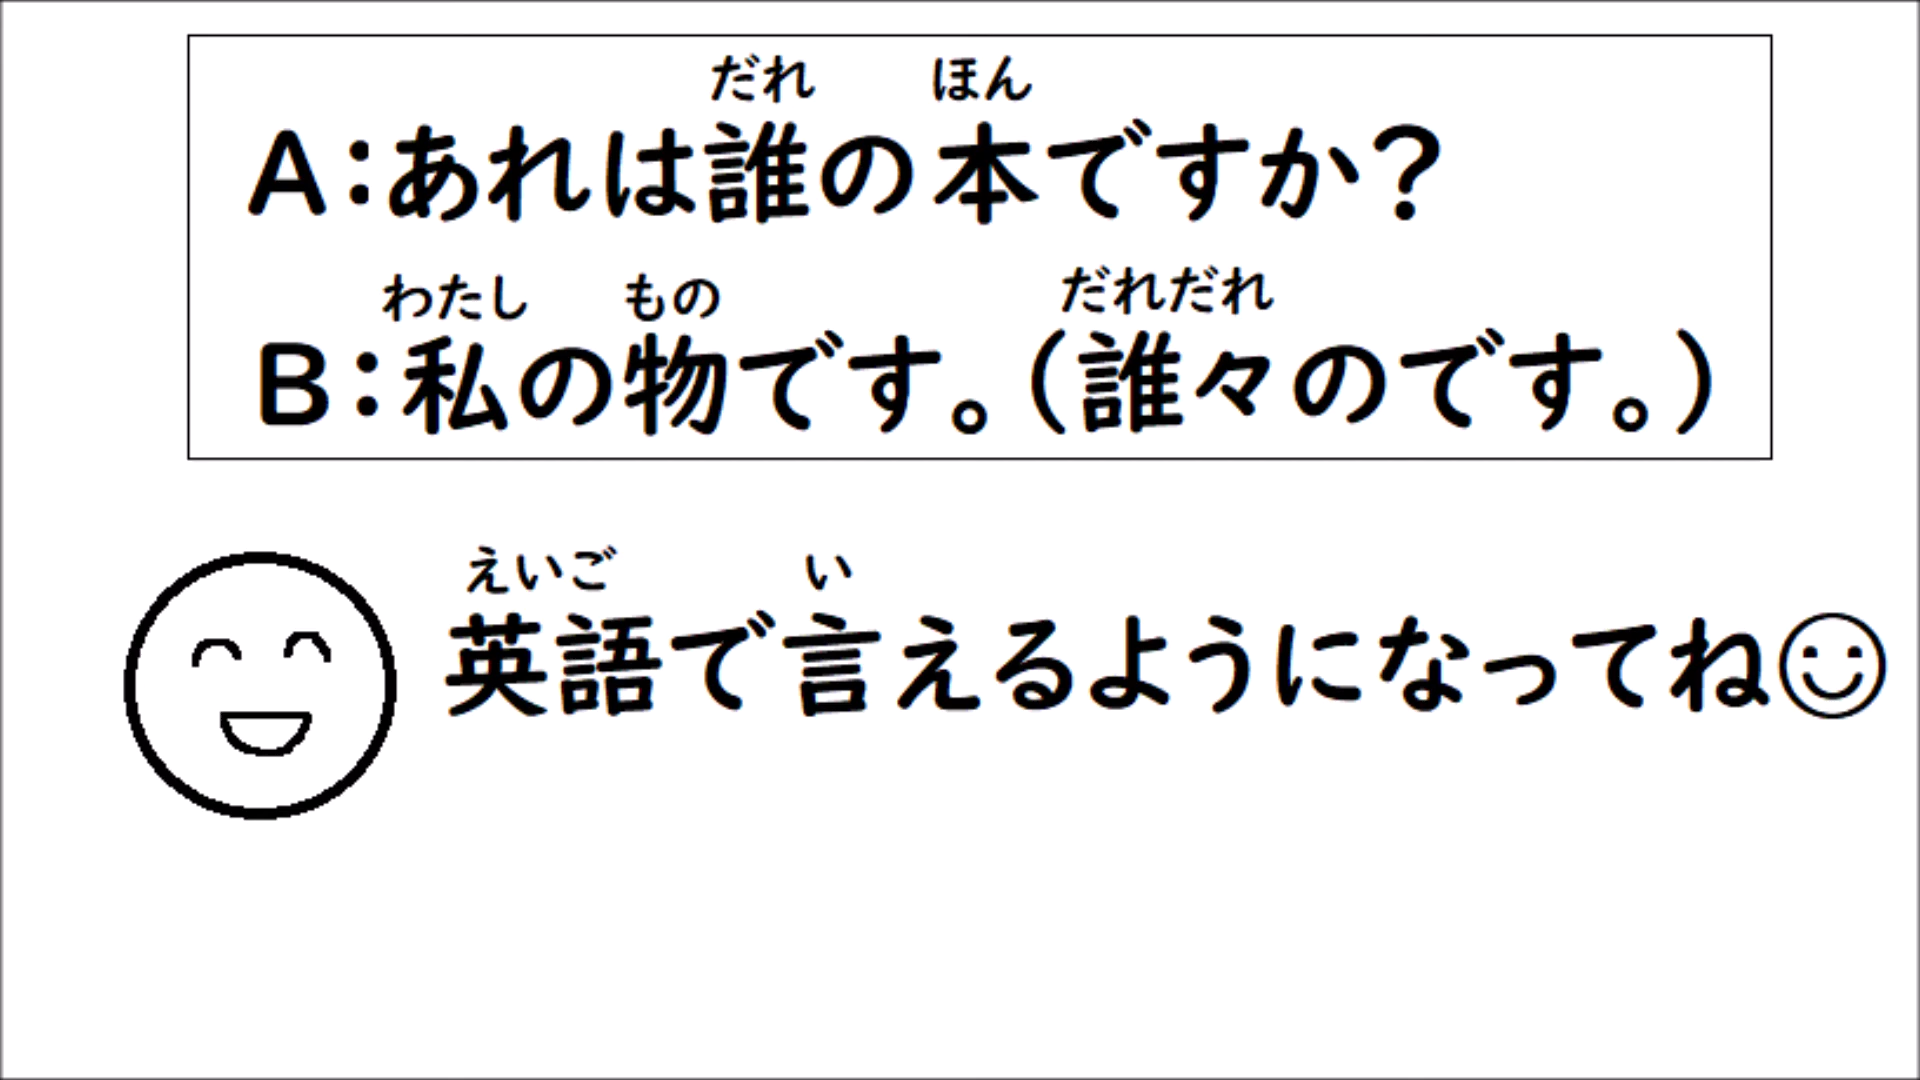 だれ ほん
A:あれは誰の本ですか?
わたし もの だれだれ
B:私の物です。(誰々のです。)
えいご い
英語で言えるようになってね☺